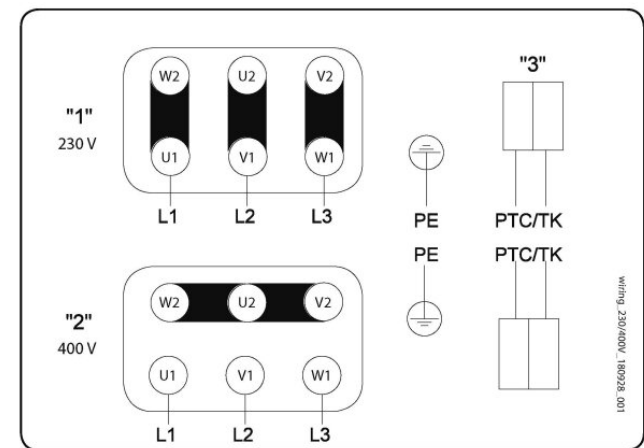 "1"
230 V
W2 U2 V2
U1 V1 W1
L1 L2 L3
"2"
400 V
W2 U2 V2
U1 V1 W1
L1 L2 L3
PE
PE
"3"
PTC/TK
PTC/TK
wiring_230/400V_180928_001